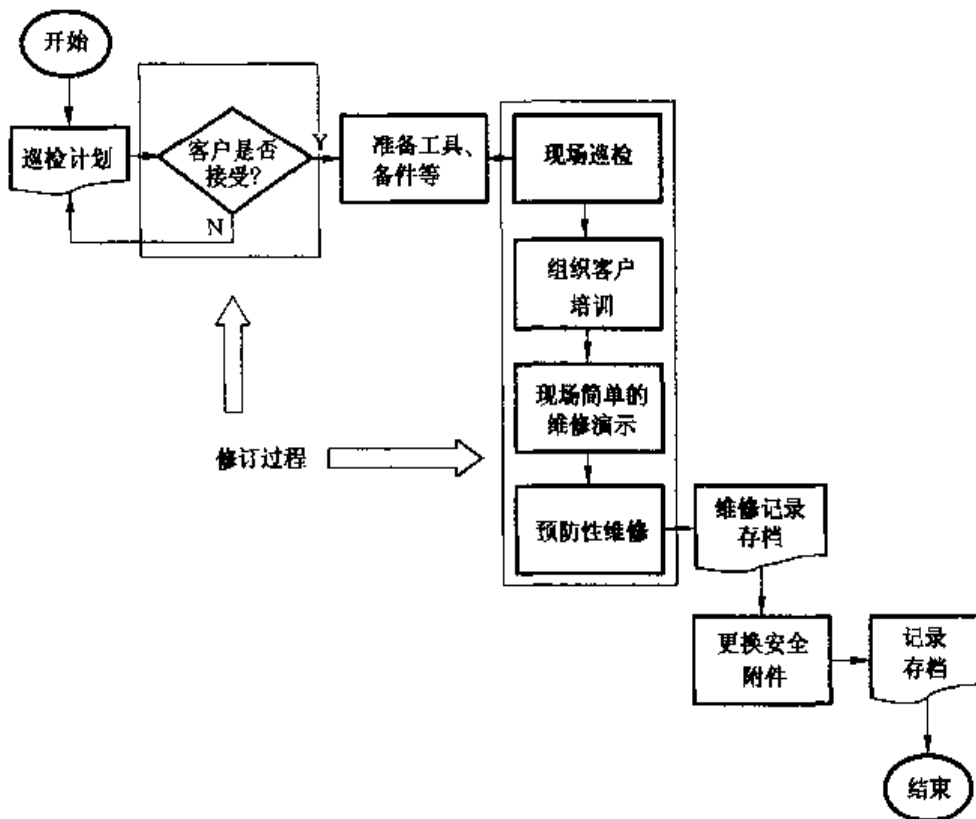 开始
巡检计划
客户是否
接受?
Y
N
准备工具、
备件等
现场巡检
组织客户
培训
现场简单的
维修演示
修订过程
预防性维修
维修记录
存档
更换安全
附件
记录
存档
结束